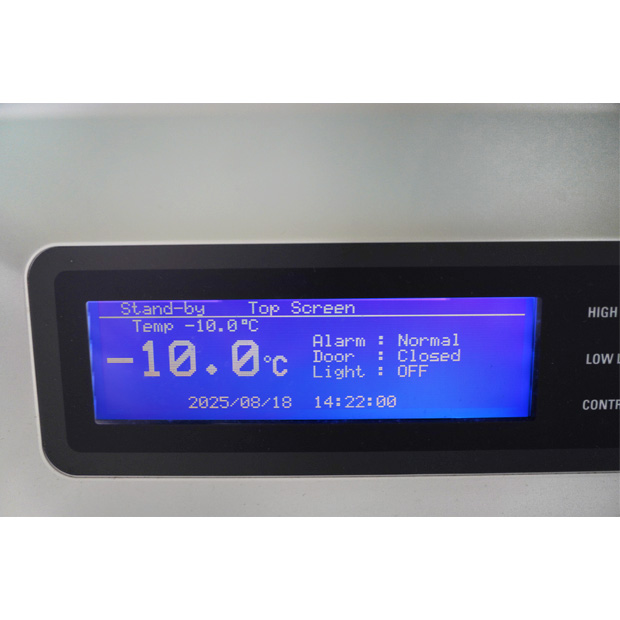 Stand-by Top Screen
Temp -10.0°C
-10.0°C
Alarm : Normal
Door : Closed
Light : OFF
2025/08/18 14:22:00
HIGH
LOW
CONTR